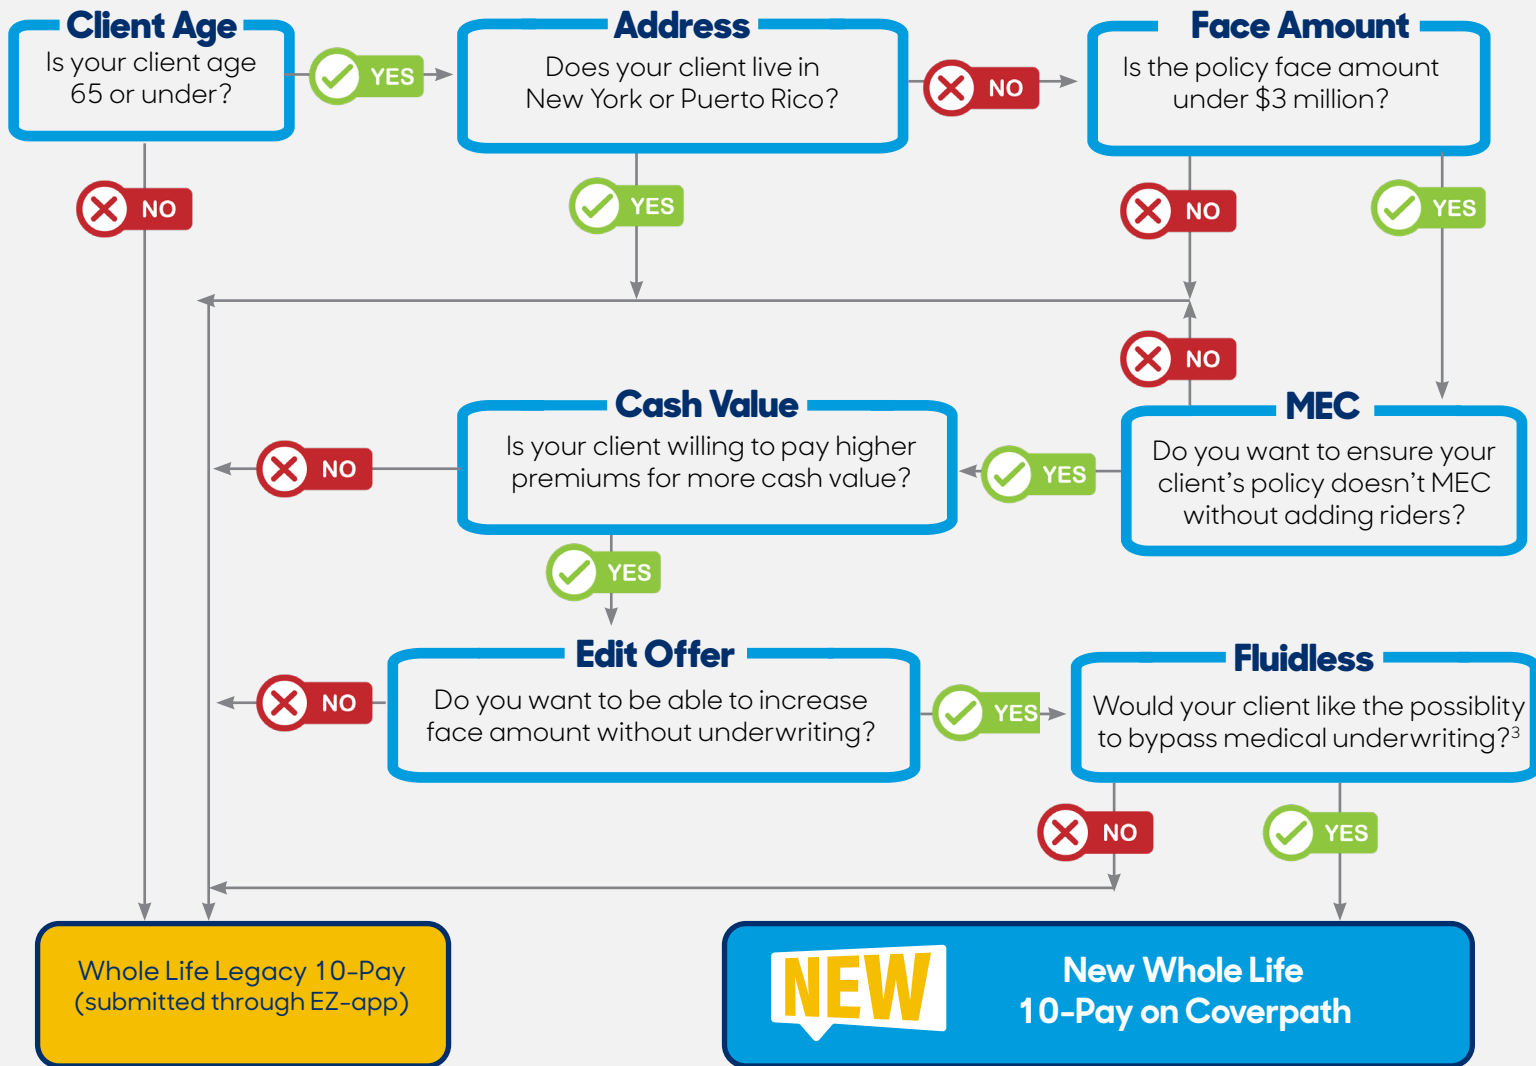 Client Age
Is your client age
65 or under?
YES
NO
Address
Does your client live in
New York or Puerto Rico?
NO
YES
Face Amount
Is the policy face amount
under $3 million?
NO
YES
NO
MEC
Do you want to ensure your
client’s policy doesn’t MEC
without adding riders?
YES
Cash Value
Is your client willing to pay higher
premiums for more cash value?
NO
YES
Edit Offer
Do you want to be able to increase
face amount without underwriting?
NO
YES
Fluidless
Would your client like the possiblity
to bypass medical underwriting?³
NO
YES
Whole Life Legacy 10-Pay
(submitted through EZ-app)
NEW
New Whole Life
10-Pay on Coverpath